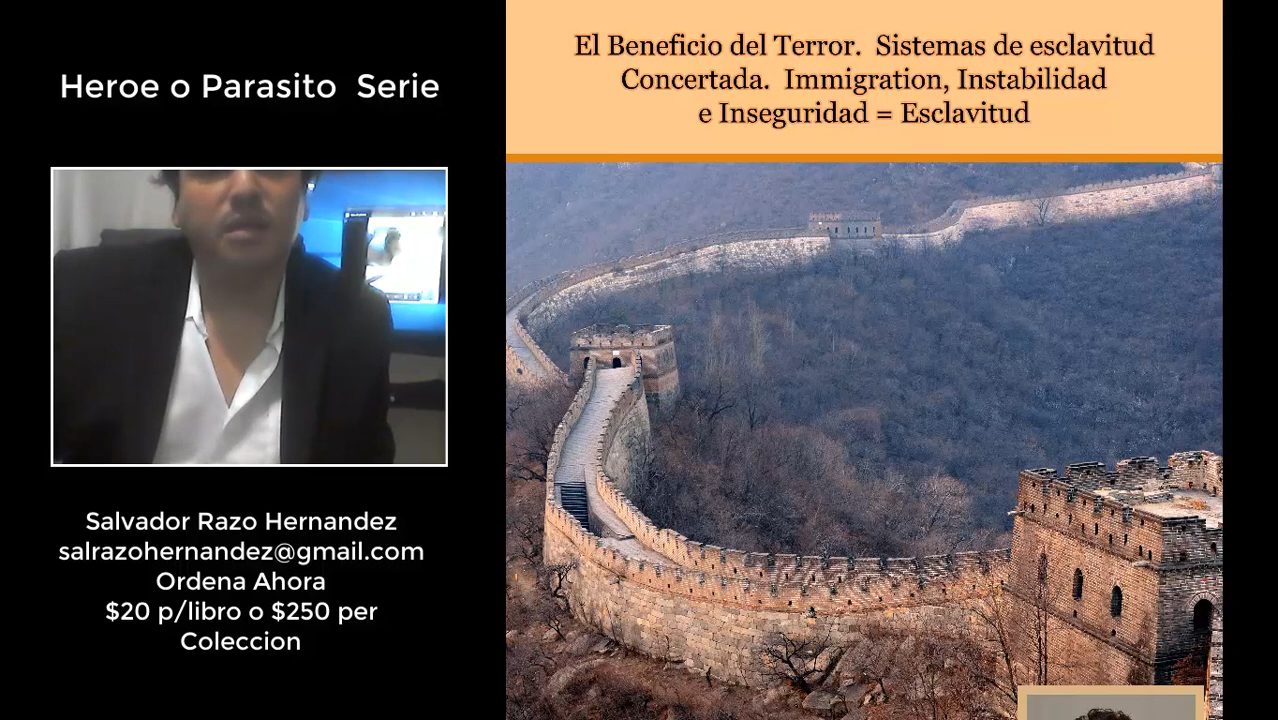 Heroe o Parasito  Serie
Salvador Razo Hernandez
salrazohernandez@gmail.com
Ordena Ahora
$20 p/libro o $250 per
Coleccion
El Beneficio del Terror.  Sistemas de esclavitud
Concertada.  Immigration, Instabilidad
e Inseguridad = Esclavitud